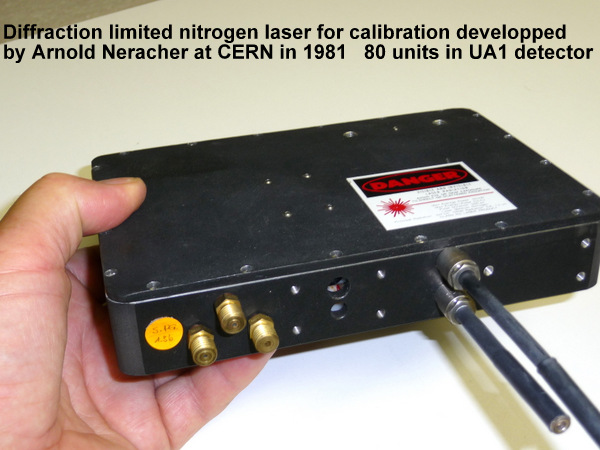 Diffraction limited nitrogen laser for calibration developped
by Arnold Neracher at CERN in 1981 80 units in UA1 detector
DANGER